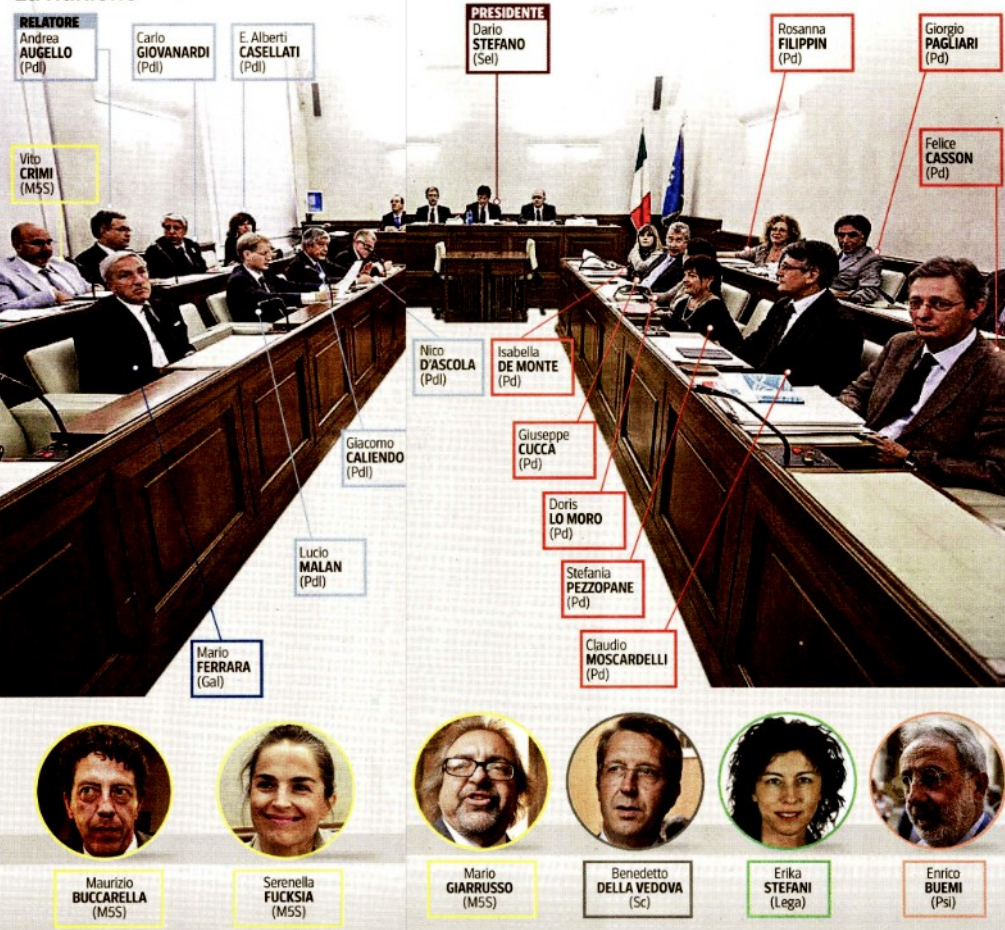 RELATORE
Andrea
AUGELLO
(Pdl)
Carlo
GIOVANARDI
(Pdl)
E. Alberti
CASELLATI
(Pdl)
PRESIDENTE
Dario
STEFANO
(Sel)
Rosanna
FILIPPIN
(Pd)
Giorgio
PAGLIARI
(Pd)
Vito
CRIMI
(M5S)
Felice
CASSON
(Pd)
Nico
D'ASCOLA
(Pdl)
Isabella
DE MONTE
(Pd)
Giacomo
CALIENDO
(Pdl)
Giuseppe
CUCCA
(Pd)
Doris
LO MORO
(Pd)
Lucio
MALAN
(Pdl)
Stefania
PEZZOPANE
(Pd)
Mario
FERRARA
(Gal)
Claudio
MOSCARDELLI
(Pd)
Maurizio
BUCCARELLA
(M5S)
Serenella
FUCKSIA
(M5S)
Mario
GIARRUSSO
(M5S)
Benedetto
DELLA VEDOVA
(Sc)
Erika
STEFANI
(Lega)
Enrico
BUEMI
(Psi)